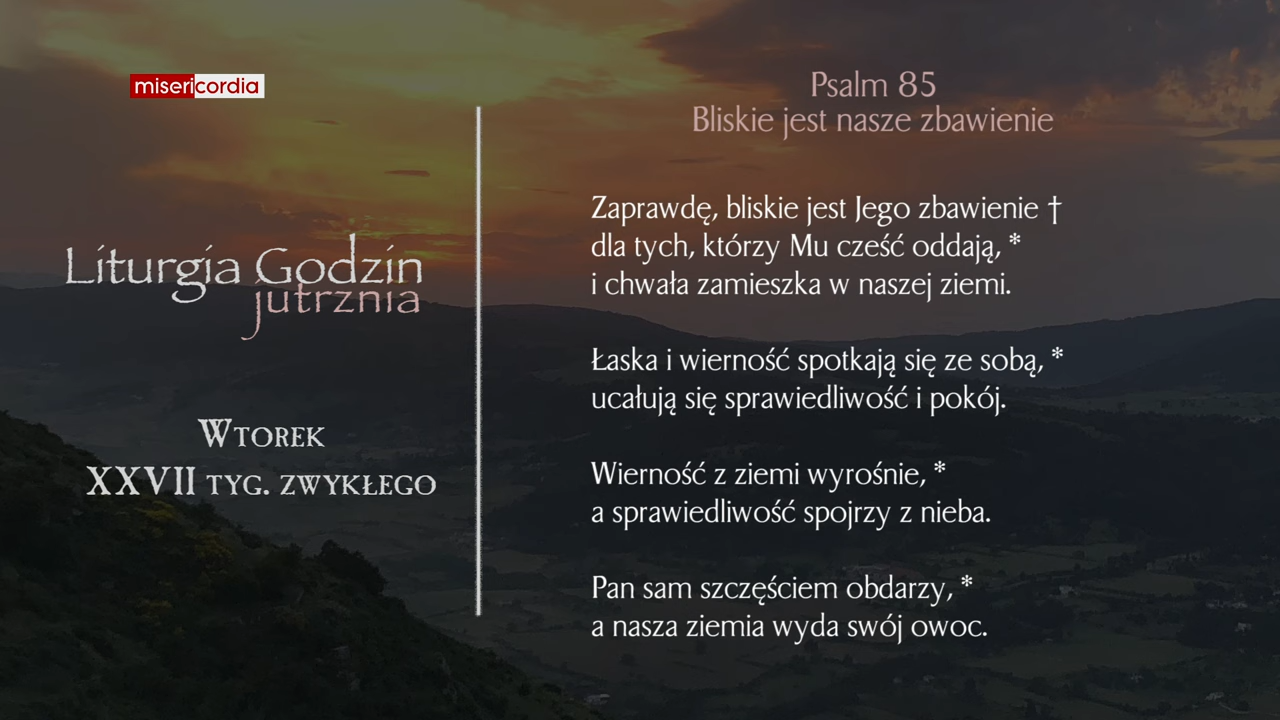 misericordia
Liturgia Godzin
jutrznia
Wtorek
XXVII tyg. zwykłego
Psalm 85
Bliskie jest nasze zbawienie
Zaprawdę, bliskie jest Jego zbawienie †
dla tych, którzy Mu cześć oddają, *
i chwała zamieszka w naszej ziemi.
Łaska i wierność spotkają się ze sobą, *
ucałują się sprawiedliwość i pokój.
Wierność z ziemi wyrośnie, *
a sprawiedliwość spojrzy z nieba.
Pan sam szczęściem obdarzy, *
a nasza ziemia wyda swój owoc.